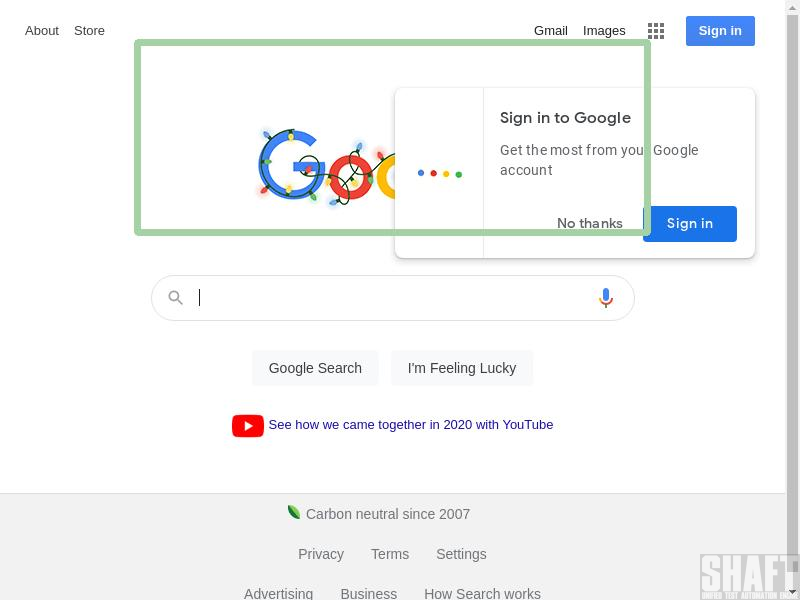 About Store Gmail Images Sign in
Goo
Sign in to Google
Get the most from your Google
account
No thanks Sign in
Google Search I'm Feeling Lucky
See how we came together in 2020 with YouTube
Carbon neutral since 2007
Privacy Terms Settings
Advertising Business How Search works
SHAFT